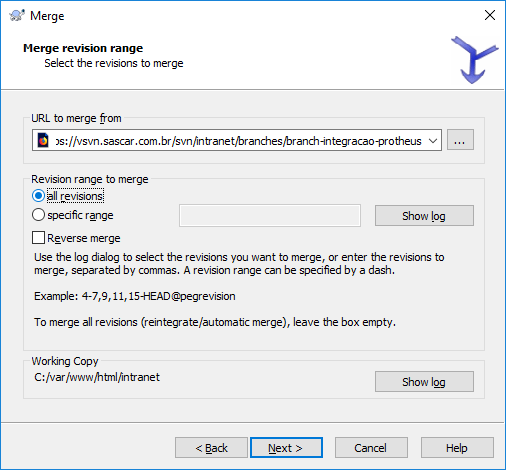 Merge
Merge revision range
Select the revisions to merge
URL to merge from
ps://vsvn.sascar.com.br/svn/intranet/branches/branch-integracao-protheus
...
Revision range to merge
all revisions
specific range
Show log
Reverse merge
Use the log dialog to select the revisions you want to merge, or enter the revisions to
merge, separated by commas. A revision range can be specified by a dash.
Example: 4-7,9,11,15-HEAD@pegrevision
To merge all revisions (reintegrate/automatic merge), leave the box empty.
Working Copy
C:/var/www/html/intranet
Show log
< Back
Next >
Cancel
Help